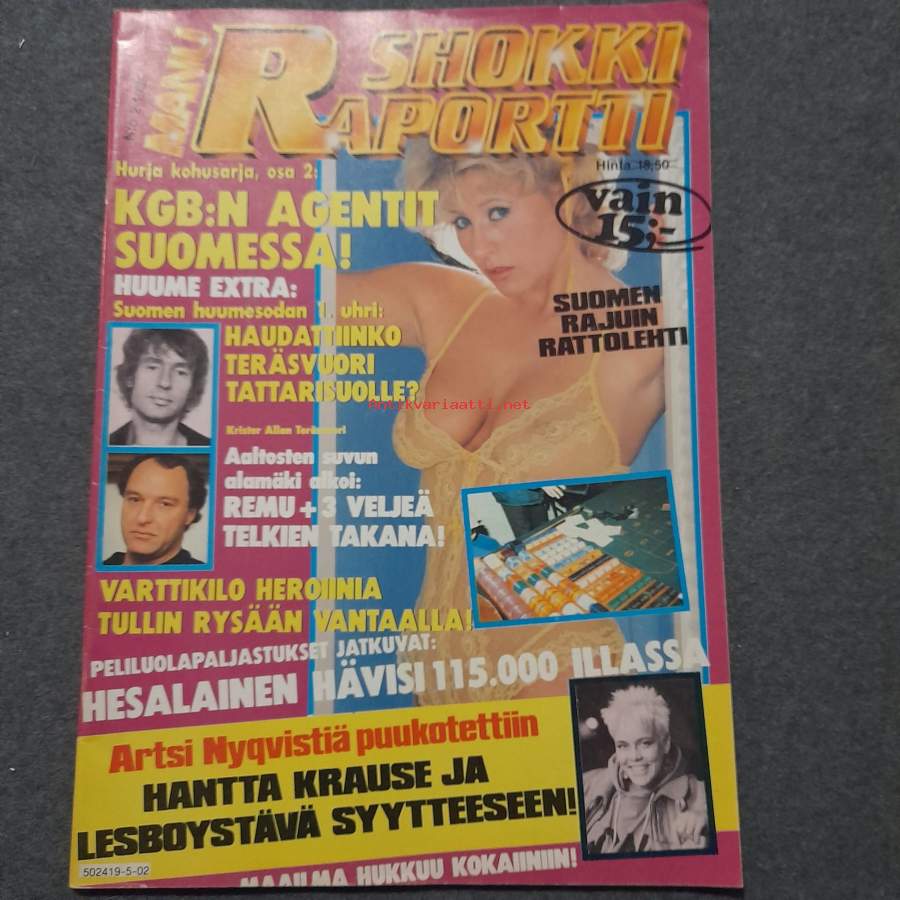 MANU
SHOKKI
RAPORTTI
Hinta 18,50
vain
15;-
Hurja kohusarja, osa 2:
KGB:N AGENTIT
SUOMESSA!
HUUME EXTRA:
Suomen huumesodan 1. uhri:
HAUDATTIINKO
TERÄSVUORI
TATTARISUOLLE?
Krister Allan Teräsvuori
SUOMEN
RAJUIN
RATTOLEHTI
Antikvariaatti.net
Aaltosten suvun
alamäki alkoi:
REMU + 3 VELJEÄ
TELKIEN TAKANA!
VARTTIKILO HEROIINIA
TULLIN RYSÄÄN VANTAALLA!
PELILUOLAPALJASTUKSET JATKUVAT:
HESALAINEN HÄVISI 115.000 ILLASSA
Artsi Nyqvistiä puukotettiin
HANTTA KRAUSE JA
LESBOYSTÄVÄ SYYTTEESEEN!
502419-5-02
MAAILMA HUKKUU KOKAIINIIN!